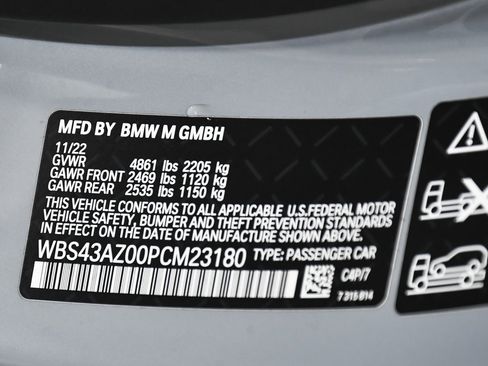 MFD BY BMW M GMBH
11/22
GVWR 4861 lbs 2205 kg
GAWR FRONT 2469 lbs 1120 kg
GAWR REAR 2535 lbs 1150 kg
THIS VEHICLE CONFORMS TO ALL APPLICABLE U.S. FEDERAL MOTOR
VEHICLE SAFETY, BUMPER AND THEFT PREVENTION STANDARDS
IN EFFECT ON THE DATE OF MANUFACTURE SHOWN ABOVE.
WBS43AZ00PCM23180 TYPE: PASSENGER CAR
C4P/7
7 315 614